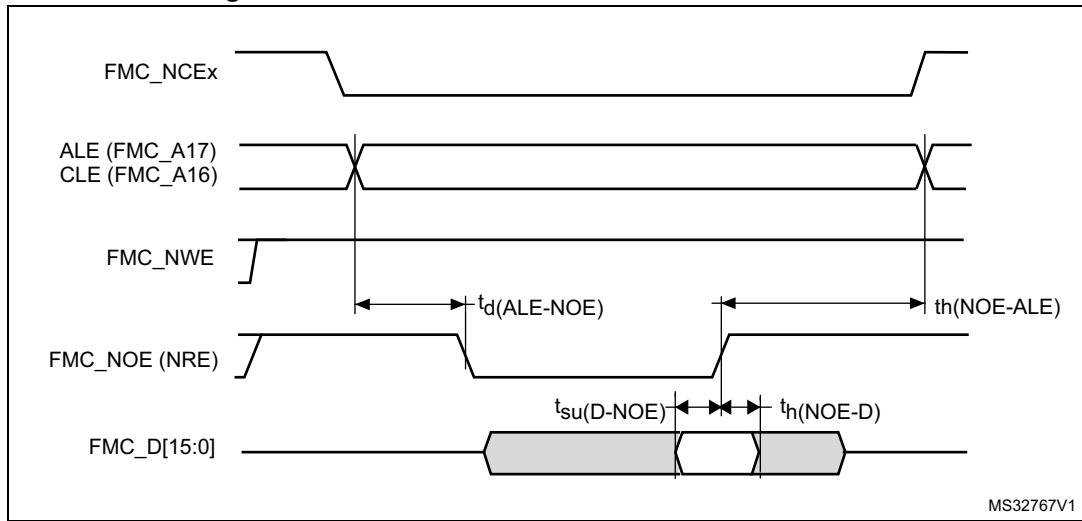 FMC_NCEx
ALE (FMC_A17)
CLE (FMC_A16)
FMC_NWE
td(ALE-NOE)
th(NOE-ALE)
FMC_NOE (NRE)
tsu(D-NOE)
th(NOE-D)
FMC_D[15:0]
MS32767V1